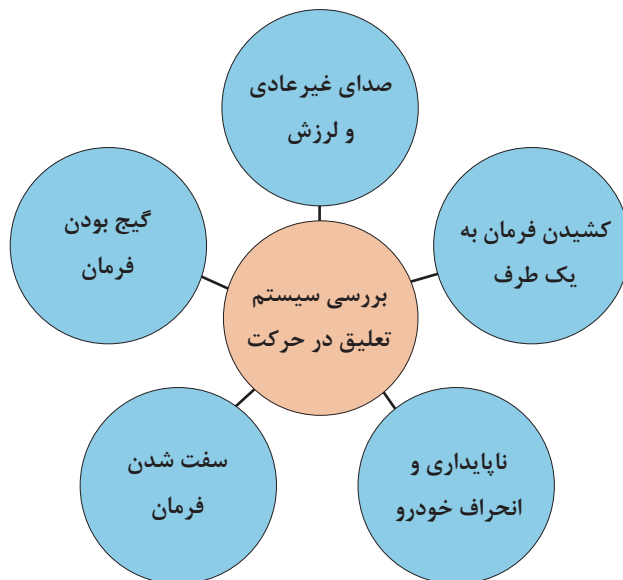 صدای غیرعادی
و لرزش
کشیدن فرمان به
یک طرف
گیج بودن
فرمان
بررسی سیستم
تعلیق در حرکت
ناپایداری و
انحراف خودرو
سفت شدن
فرمان